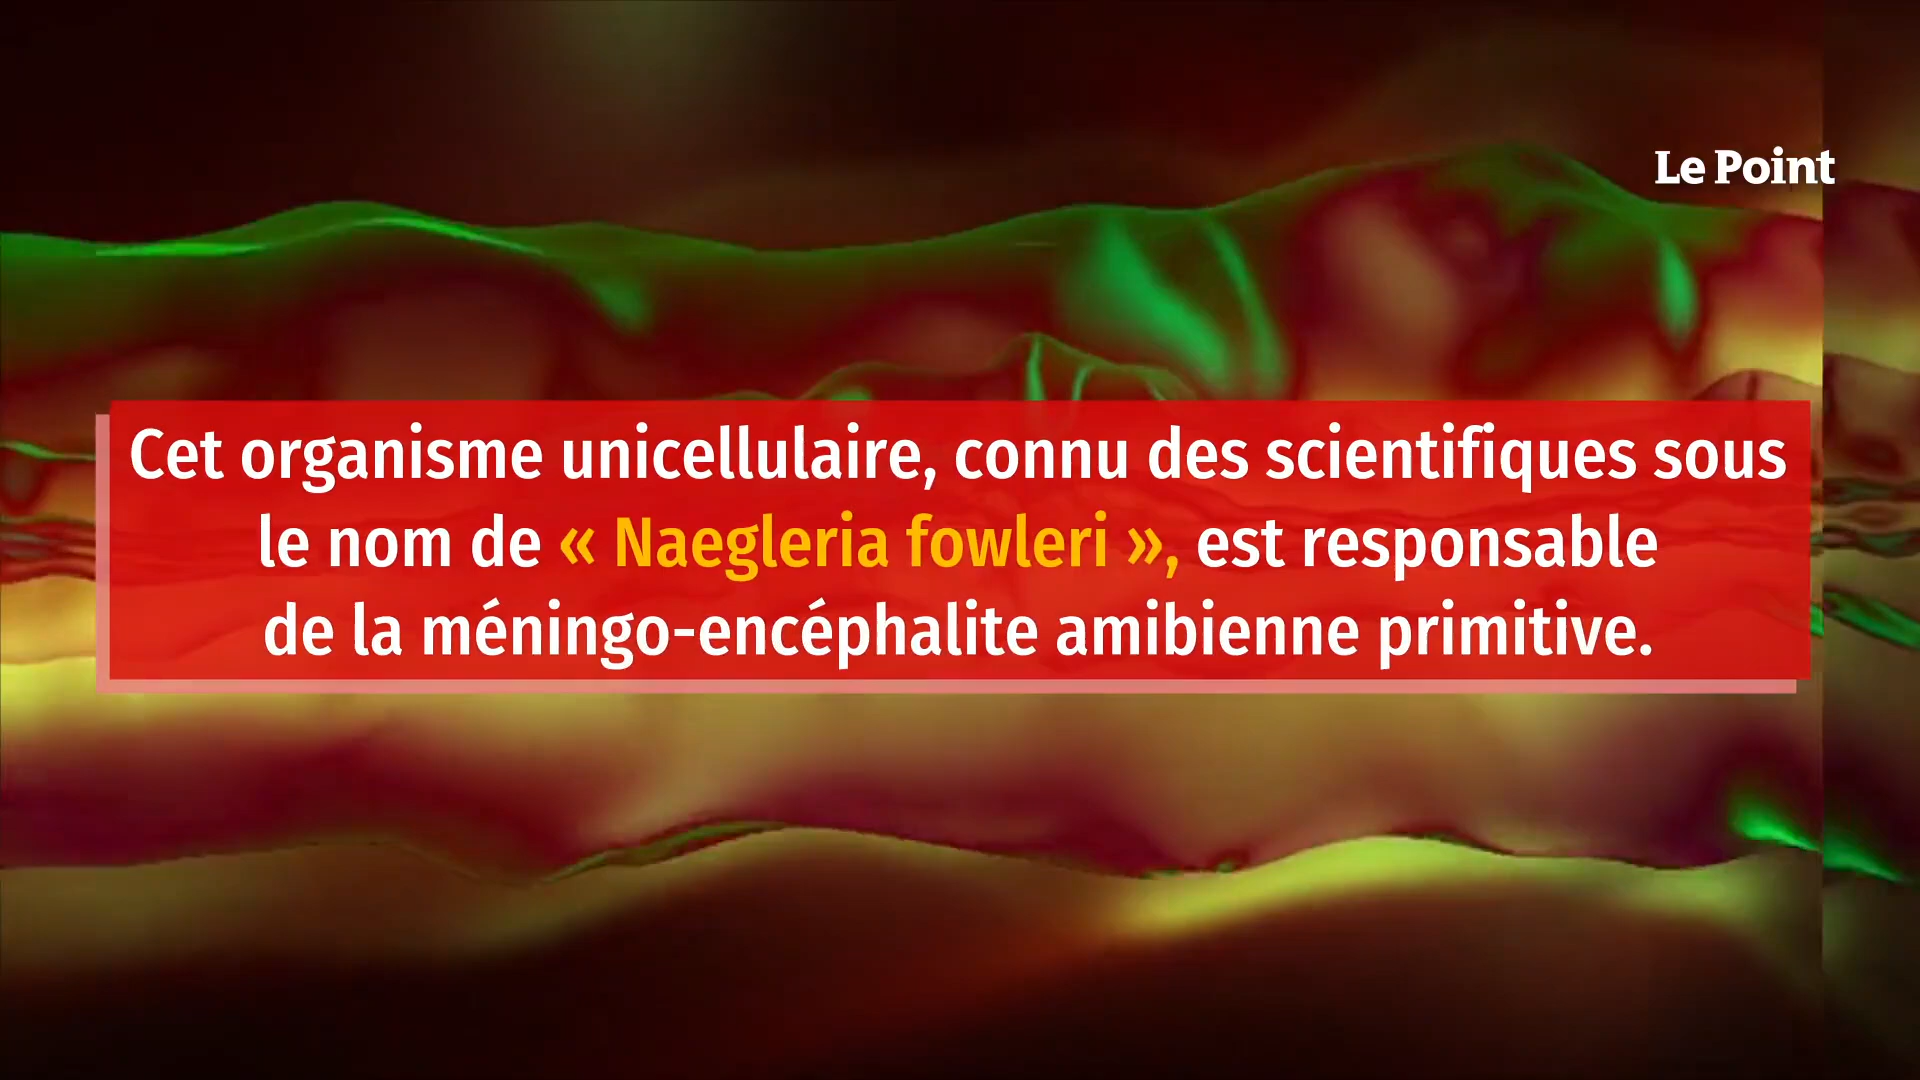 Le Point
Cet organisme unicellulaire, connu des scientifiques sous
le nom de « Naegleria fowleri », est responsable
de la méningo-encéphalite amibienne primitive.